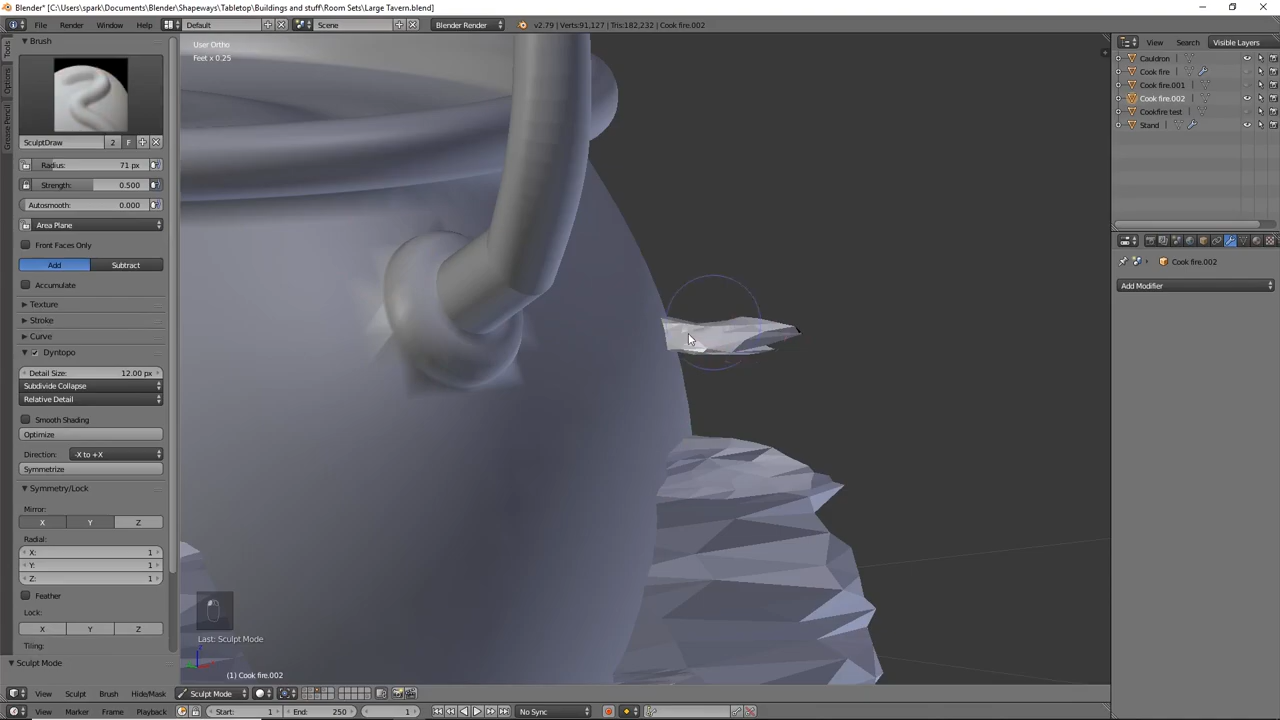 Blender* [C:\Users\spark\Documents\Blender\Shapeways\Tabletop\Buildings and stuff\Room Sets\Large Tavern.blend]
File Render Window Help Default Scene Blender Render v2.79 | Verts:91,127 | Tris:182,232 | Cook fire.002
Brush
User Ortho
Feet x 0.25
View Search Visible Layers
Cauldron
Cook fire
Cook fire.001
Cook fire.002
Cookfire test
Stand
Tools
Options
Grease Pencil
SculptDraw 2 F
Radius: 71 px
Strength: 0.500
Autosmooth: 0.000
Area Plane
Front Faces Only
Add Subtract
Accumulate
Texture
Stroke
Curve
Dyntopo
Detail Size: 12.00 px
Subdivide Collapse
Relative Detail
Smooth Shading
Optimize
Direction: -X to +X
Symmetrize
Symmetry/Lock
Mirror:
X Y Z
Radial:
X: 1
Y: 1
Z: 1
Feather
Lock:
X Y Z
Tiling:
Sculpt Mode
Cook fire.002
Add Modifier
Last: Sculpt Mode
(1) Cook fire.002
View Sculpt Brush Hide/Mask Sculpt Mode
View Marker Frame Playback Start: 1 End: 250 1 No Sync